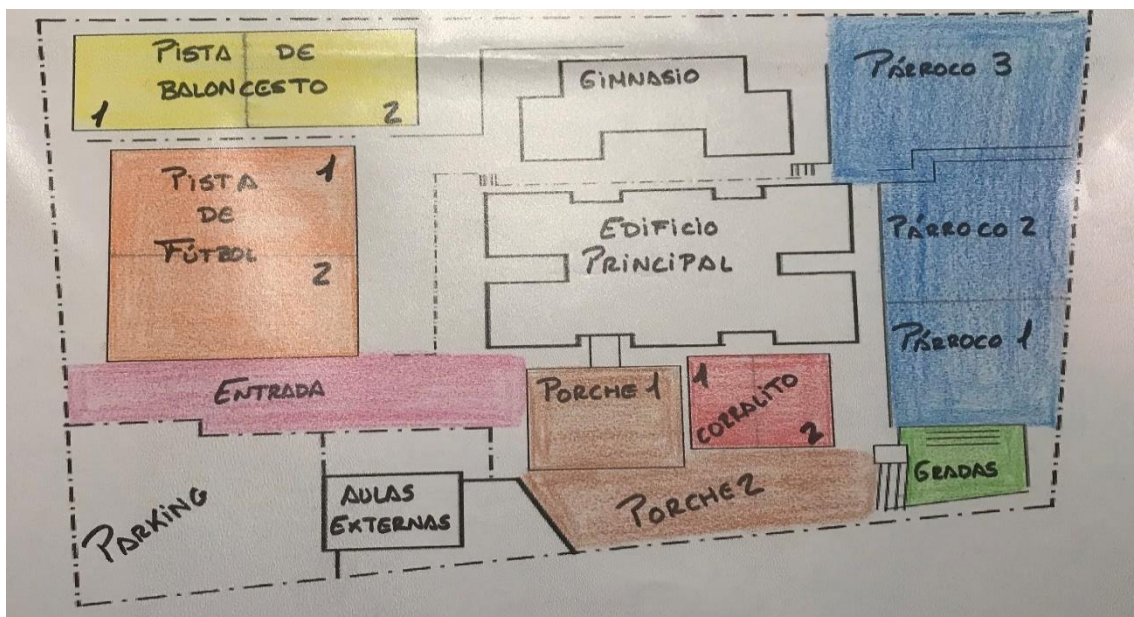 PISTA DE
BALONCESTO
1
2
GIMNASIO
PÁRROCO 3
PISTA
DE
FÚTBOL
1
2
EDIFICIO
PRINCIPAL
PÁRROCO 2
PÁRROCO 1
ENTRADA
PORCHE 1
1
CORRALITO
2
GRADAS
PORCHE 2
PARKING
AULAS
EXTERNAS